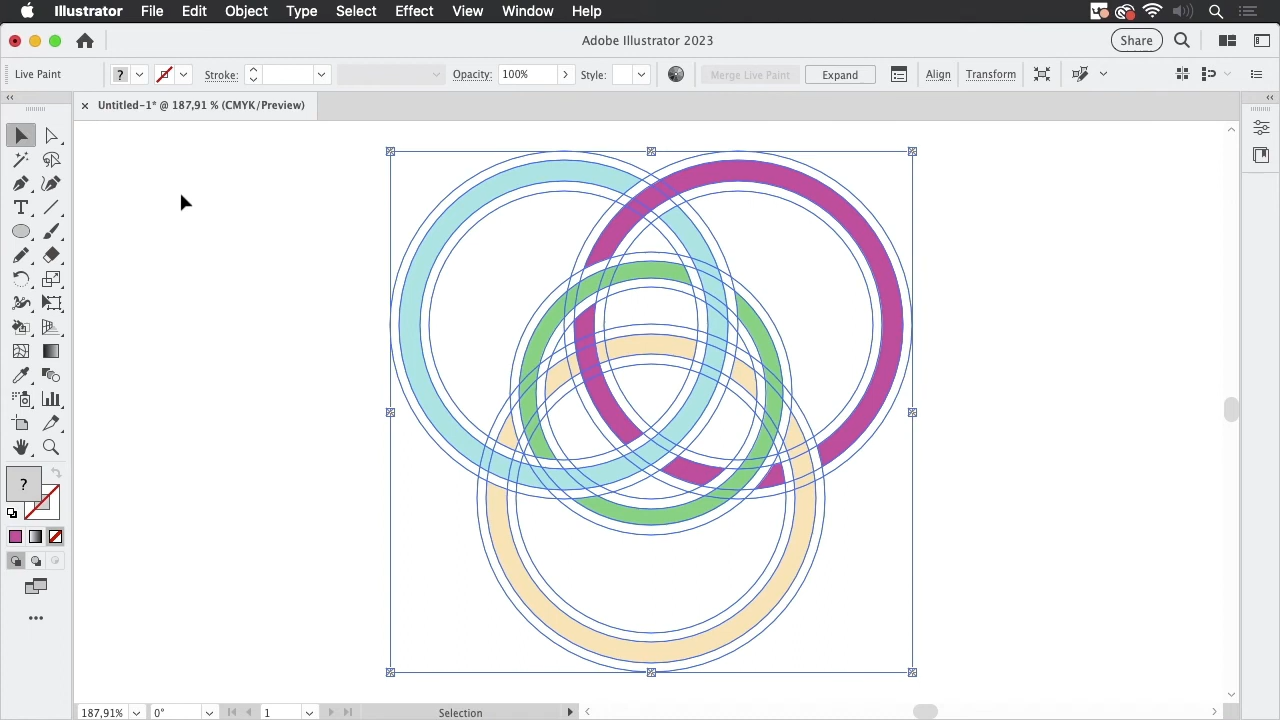 Illustrator File Edit Object Type Select Effect View Window Help
Adobe Illustrator 2023
Share
Live Paint
?
Stroke:
Opacity: 100%
Style:
Merge Live Paint
Expand
Align
Transform
× Untitled-1* @ 187,91 % (CMYK/Preview)
T
?
187,91%
0°
1
Selection